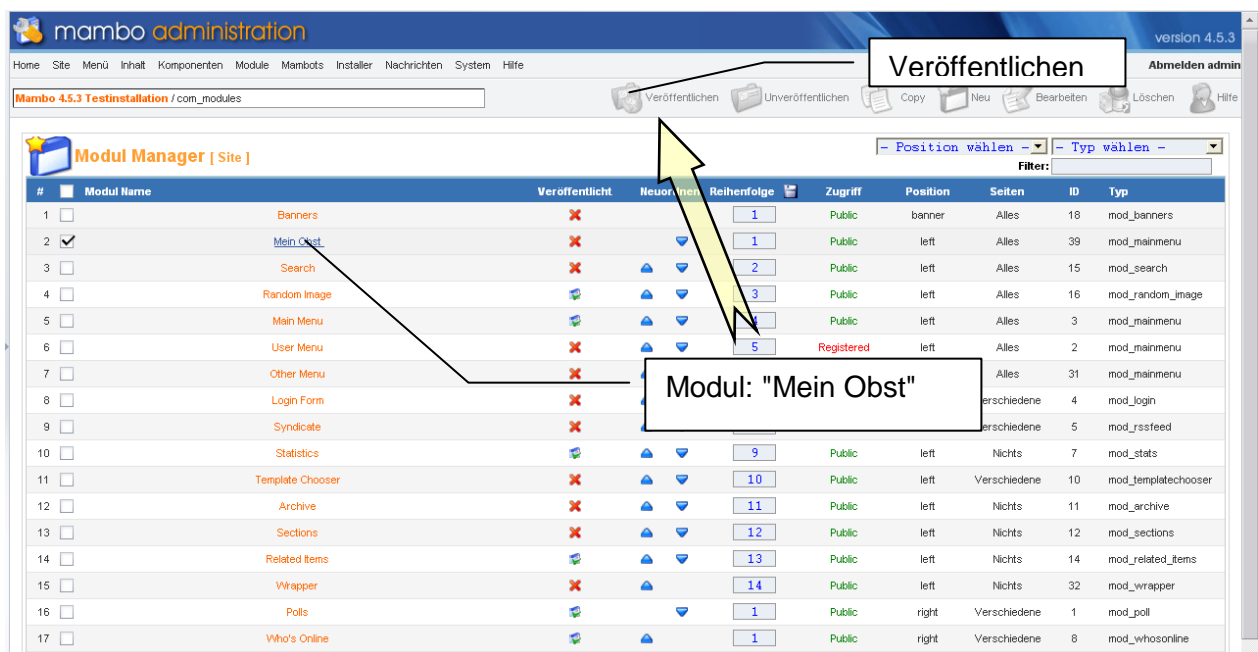 mambo administration
version 4.5.3
Home Site Menü Inhalt Komponenten Module Mambots Installer Nachrichten System Hilfe Abmelden admin
Veröffentlichen
Mambo 4.5.3 Testinstallation / com_modules
Veröffentlichen Unveröffentlichen Copy Neu Bearbeiten Löschen Hilfe
Modul Manager [ Site ]
- Position wählen - - Typ wählen -
Filter:
# Modul Name Veröffentlicht Neuordnen Reihenfolge Zugriff Position Seiten ID Typ
1 Banners 1 Public banner Alles 18 mod_banners
2 Mein Obst 1 Public left Alles 39 mod_mainmenu
3 Search 2 Public left Alles 15 mod_search
4 Random Image 3 Public left Alles 16 mod_random_image
5 Main Menu 4 Public left Alles 3 mod_mainmenu
6 User Menu 5 Registered left Alles 2 mod_mainmenu
7 Other Menu Alles 31 mod_mainmenu
Modul: "Mein Obst"
8 Login Form erschiedene 4 mod_login
9 Syndicate erschiedene 5 mod_rssfeed
10 Statistics 9 Public left Nichts 7 mod_stats
11 Template Chooser 10 Public left Verschiedene 10 mod_templatechooser
12 Archive 11 Public left Nichts 11 mod_archive
13 Sections 12 Public left Nichts 12 mod_sections
14 Related Items 13 Public left Nichts 14 mod_related_items
15 Wrapper 14 Public left Nichts 32 mod_wrapper
16 Polls 1 Public right Verschiedene 1 mod_poll
17 Who's Online 1 Public right Verschiedene 8 mod_whosonline